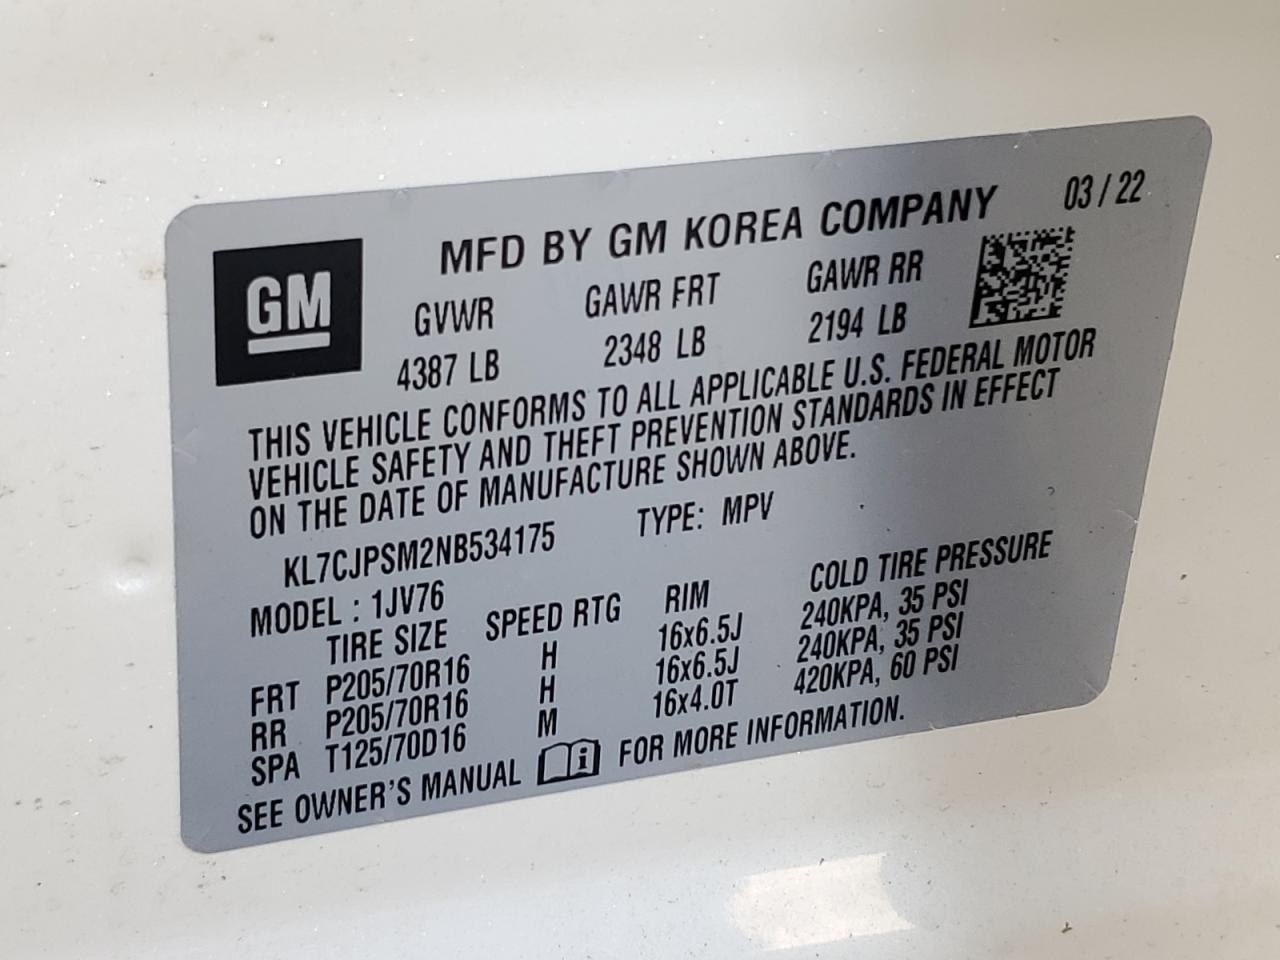 GM
MFD BY GM KOREA COMPANY 03 / 22
GVWR GAWR FRT GAWR RR
4387 LB 2348 LB 2194 LB
THIS VEHICLE CONFORMS TO ALL APPLICABLE U.S. FEDERAL MOTOR
VEHICLE SAFETY AND THEFT PREVENTION STANDARDS IN EFFECT
ON THE DATE OF MANUFACTURE SHOWN ABOVE.
KL7CJPSM2NB534175 TYPE: MPV
MODEL : 1JV76
TIRE SIZE SPEED RTG RIM COLD TIRE PRESSURE
FRT P205/70R16 H 16x6.5J 240KPA, 35 PSI
RR P205/70R16 H 16x6.5J 240KPA, 35 PSI
SPA T125/70D16 M 16x4.0T 420KPA, 60 PSI
SEE OWNER'S MANUAL i FOR MORE INFORMATION.